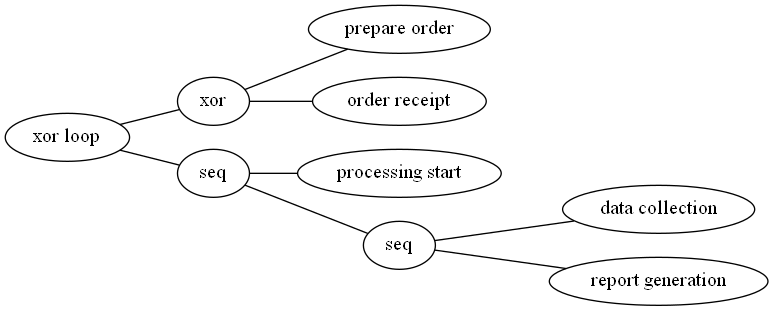 prepare order
xor
order receipt
xor loop
seq
processing start
seq
data collection
report generation